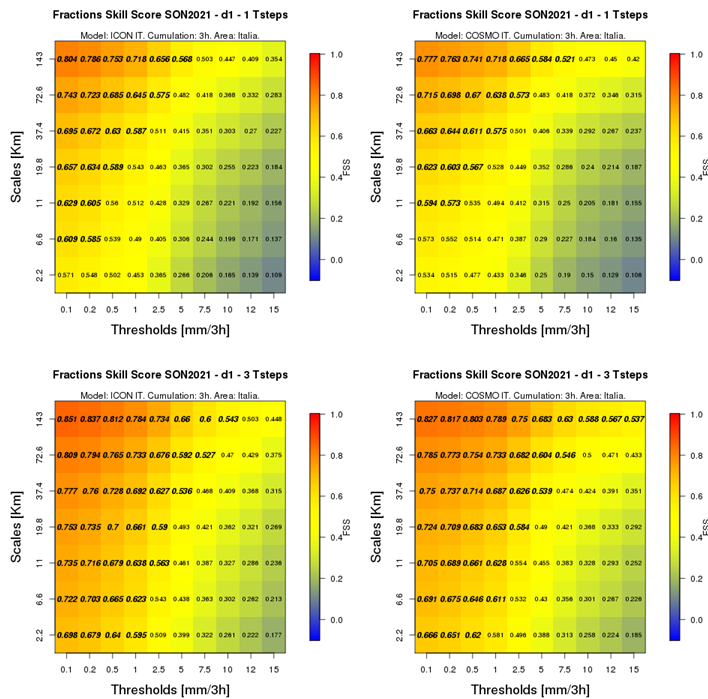 Fractions Skill Score SON2021 - d1 - 1 Tsteps
Model: ICON IT. Cumulation: 3h. Area: Italia.
Scales [Km]
143 0.804 0.786 0.753 0.718 0.656 0.568 0.503 0.447 0.409 0.354
72.6 0.743 0.723 0.685 0.645 0.575 0.482 0.418 0.368 0.332 0.283
37.4 0.695 0.672 0.63 0.587 0.511 0.415 0.351 0.303 0.27 0.227
19.8 0.657 0.634 0.589 0.543 0.463 0.365 0.302 0.255 0.223 0.184
11 0.629 0.605 0.56 0.512 0.428 0.329 0.267 0.221 0.192 0.156
6.6 0.609 0.585 0.539 0.49 0.405 0.306 0.244 0.199 0.171 0.137
2.2 0.571 0.548 0.502 0.453 0.365 0.266 0.208 0.165 0.139 0.109
0.1 0.2 0.5 1 2.5 5 7.5 10 12 15
Thresholds [mm/3h]
1.0
0.8
0.6
0.4
0.2
0.0
FSS
Fractions Skill Score SON2021 - d1 - 1 Tsteps
Model: COSMO IT. Cumulation: 3h. Area: Italia.
Scales [Km]
143 0.777 0.763 0.741 0.718 0.665 0.584 0.521 0.473 0.45 0.42
72.6 0.715 0.698 0.67 0.638 0.573 0.483 0.418 0.372 0.346 0.315
37.4 0.663 0.644 0.611 0.575 0.501 0.406 0.339 0.292 0.267 0.237
19.8 0.623 0.603 0.567 0.528 0.449 0.352 0.286 0.24 0.214 0.187
11 0.594 0.573 0.535 0.494 0.412 0.315 0.25 0.205 0.181 0.155
6.6 0.573 0.552 0.514 0.471 0.387 0.29 0.227 0.184 0.16 0.135
2.2 0.534 0.515 0.477 0.433 0.346 0.25 0.19 0.15 0.129 0.106
0.1 0.2 0.5 1 2.5 5 7.5 10 12 15
Thresholds [mm/3h]
1.0
0.8
0.6
0.4
0.2
0.0
FSS
Fractions Skill Score SON2021 - d1 - 3 Tsteps
Model: ICON IT. Cumulation: 3h. Area: Italia.
Scales [Km]
143 0.851 0.837 0.812 0.784 0.734 0.66 0.6 0.543 0.503 0.448
72.6 0.809 0.794 0.765 0.733 0.676 0.592 0.527 0.47 0.429 0.375
37.4 0.777 0.76 0.728 0.692 0.627 0.536 0.468 0.409 0.368 0.315
19.8 0.753 0.735 0.7 0.661 0.59 0.493 0.421 0.362 0.321 0.269
11 0.735 0.716 0.679 0.638 0.563 0.461 0.387 0.327 0.286 0.236
6.6 0.722 0.703 0.665 0.623 0.543 0.438 0.363 0.302 0.262 0.213
2.2 0.698 0.679 0.64 0.595 0.509 0.399 0.322 0.261 0.222 0.177
0.1 0.2 0.5 1 2.5 5 7.5 10 12 15
Thresholds [mm/3h]
1.0
0.8
0.6
0.4
0.2
0.0
FSS
Fractions Skill Score SON2021 - d1 - 3 Tsteps
Model: COSMO IT. Cumulation: 3h. Area: Italia.
Scales [Km]
143 0.827 0.817 0.803 0.789 0.75 0.683 0.63 0.588 0.567 0.537
72.6 0.785 0.773 0.754 0.733 0.682 0.604 0.546 0.5 0.471 0.433
37.4 0.75 0.737 0.714 0.687 0.626 0.539 0.474 0.424 0.391 0.351
19.8 0.724 0.709 0.683 0.653 0.584 0.49 0.421 0.368 0.333 0.292
11 0.705 0.689 0.661 0.628 0.554 0.455 0.383 0.328 0.293 0.252
6.6 0.691 0.675 0.646 0.611 0.532 0.43 0.356 0.301 0.267 0.226
2.2 0.666 0.651 0.62 0.581 0.496 0.388 0.313 0.258 0.224 0.185
0.1 0.2 0.5 1 2.5 5 7.5 10 12 15
Thresholds [mm/3h]
1.0
0.8
0.6
0.4
0.2
0.0
FSS